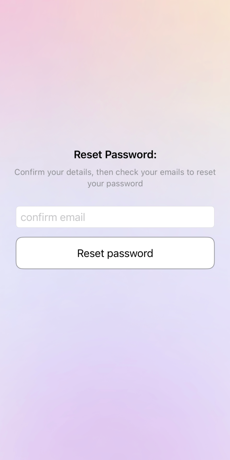 Reset Password:
Confirm your details, then check your emails to reset
your password
confirm email
Reset password